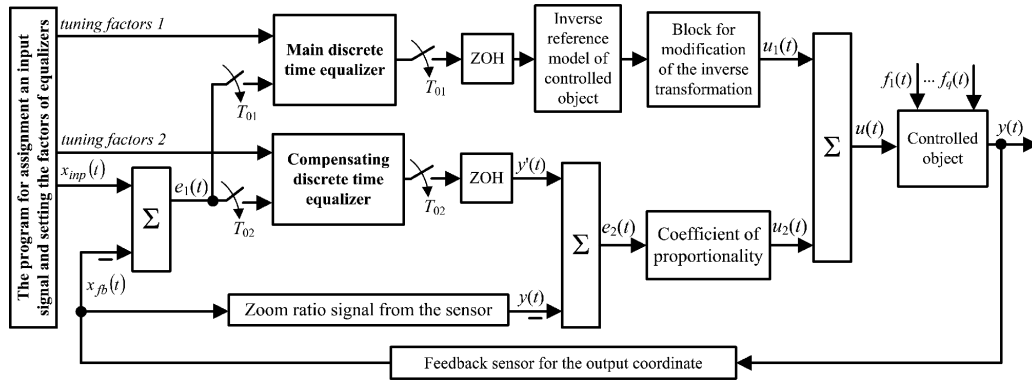 The program for assignment an input
signal and setting the factors of equalizers
tuning factors 1
Main discrete
time equalizer
T01
T01
ZOH
Inverse
reference
model of
controlled
object
Block for
modification
of the inverse
transformation
u1(t)
Σ
u(t)
f1(t) ... fq(t)
Controlled
object
y(t)
tuning factors 2
xinp(t)
Σ
e1(t)
T02
Compensating
discrete time
equalizer
T02
ZOH
y'(t)
Σ
e2(t)
Coefficient of
proportionality
u2(t)
xfb(t)
Zoom ratio signal from the sensor
y(t)
Feedback sensor for the output coordinate